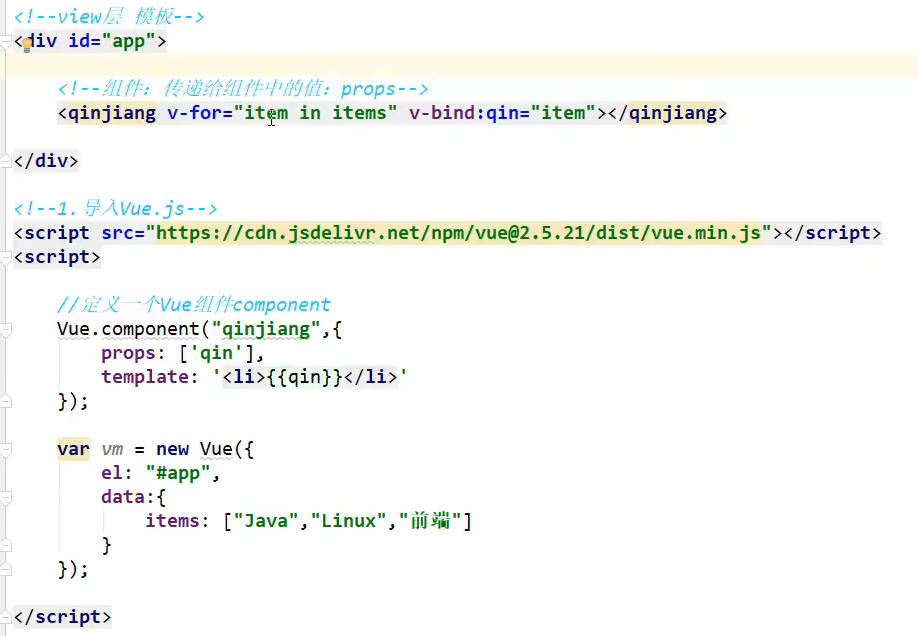 <!--view层 模板-->
<div id="app">
<!--组件：传递给组件中的值：props-->
<qinjiang v-for="item in items" v-bind:qin="item"></qinjiang>
</div>
<!--1.导入Vue.js-->
<script src="https://cdn.jsdelivr.net/npm/vue@2.5.21/dist/vue.min.js"></script>
<script>
//定义一个Vue组件component
Vue.component("qinjiang",{
props: ['qin'],
template: '<li>{{qin}}</li>'
});
var vm = new Vue({
el: "#app",
data:{
items: ["Java","Linux","前端"]
}
});
</script>